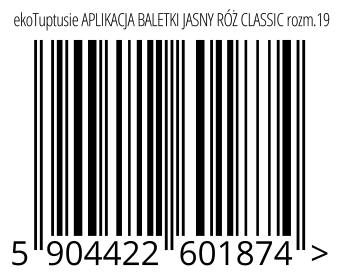 ekoTuptusie APLIKACJA BALETKI JASNY RÓŻ CLASSIC rozm.19
5 904422 601874 >